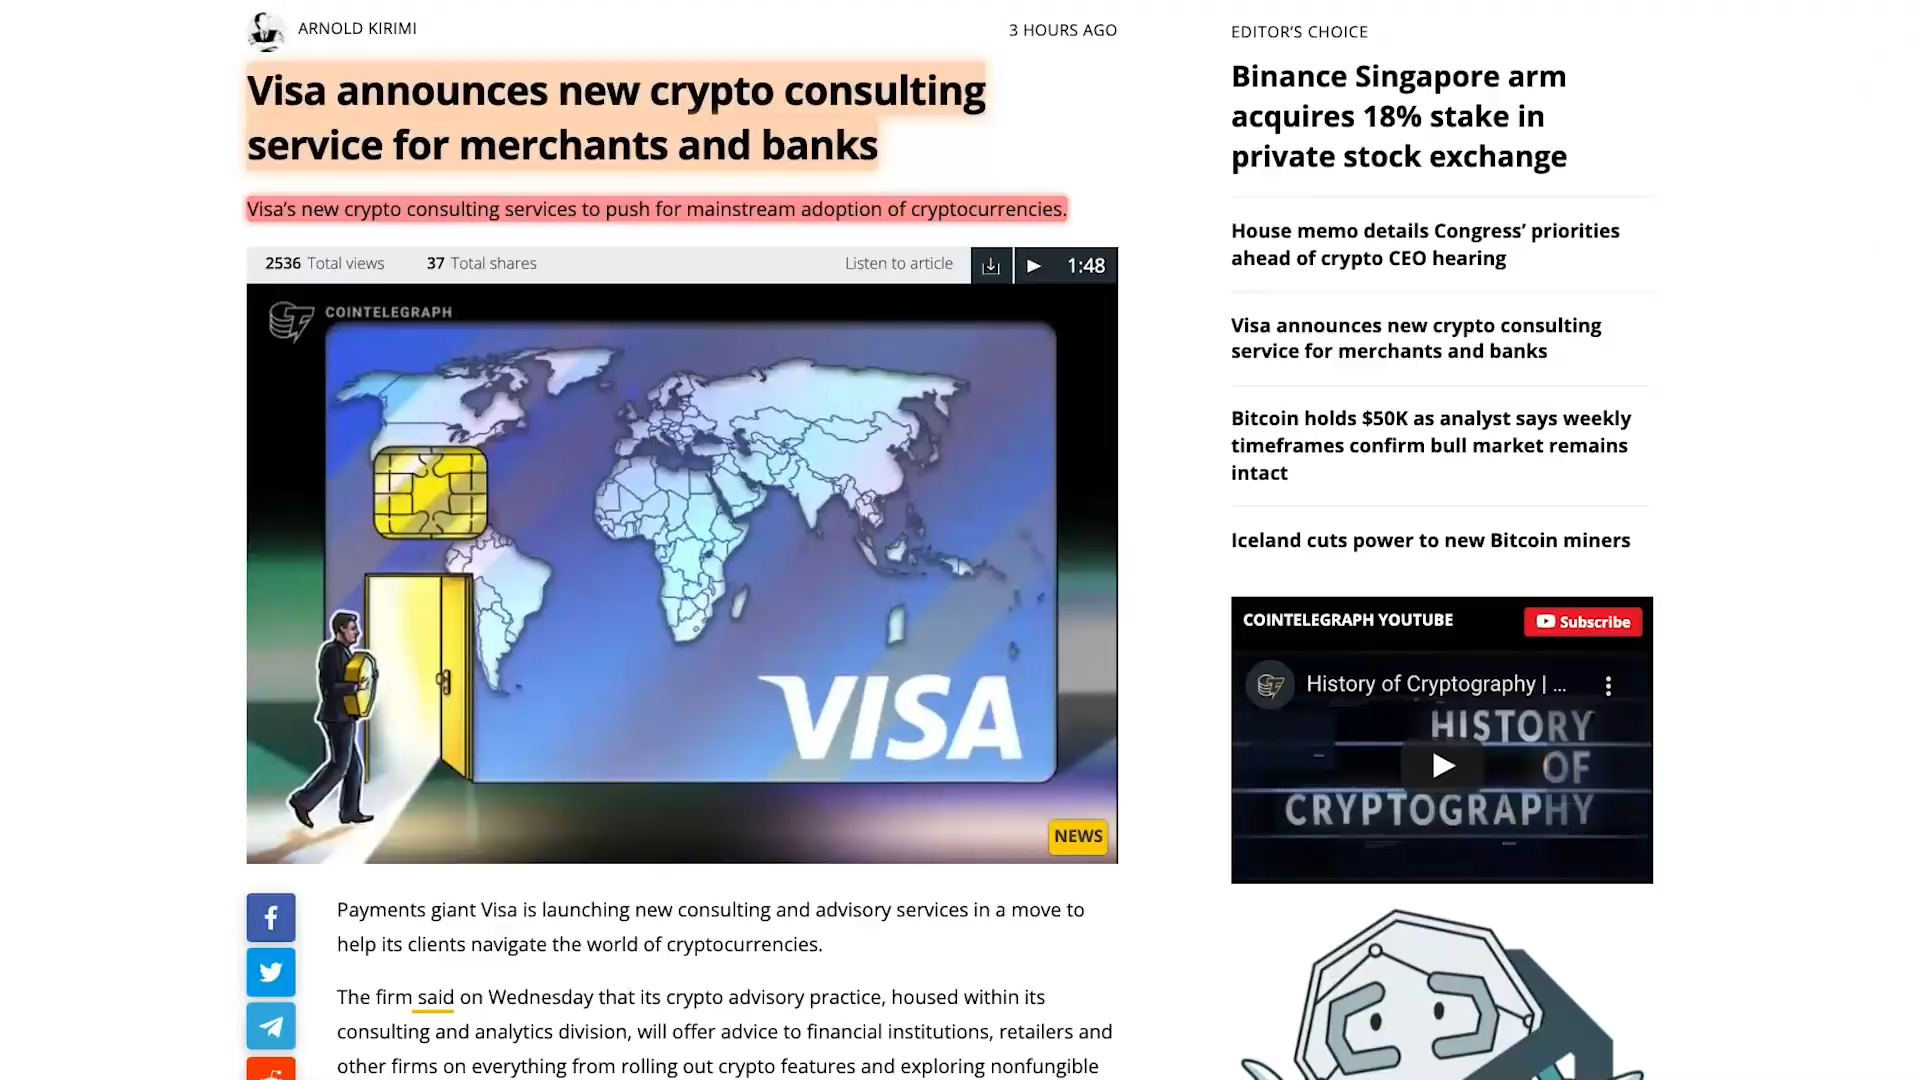 ARNOLD KIRIMI
3 HOURS AGO
Visa announces new crypto consulting
service for merchants and banks
Visa's new crypto consulting services to push for mainstream adoption of cryptocurrencies.
2536 Total views 37 Total shares
Listen to article
1:48
COINTELEGRAPH
VISA
NEWS
Payments giant Visa is launching new consulting and advisory services in a move to
help its clients navigate the world of cryptocurrencies.
The firm said on Wednesday that its crypto advisory practice, housed within its
consulting and analytics division, will offer advice to financial institutions, retailers and
other firms on everything from rolling out crypto features and exploring nonfungible
EDITOR'S CHOICE
Binance Singapore arm
acquires 18% stake in
private stock exchange
House memo details Congress' priorities
ahead of crypto CEO hearing
Visa announces new crypto consulting
service for merchants and banks
Bitcoin holds $50K as analyst says weekly
timeframes confirm bull market remains
intact
Iceland cuts power to new Bitcoin miners
COINTELEGRAPH YOUTUBE
Subscribe
History of Cryptography | ...
HISTORY
OF
CRYPTOGRAPHY